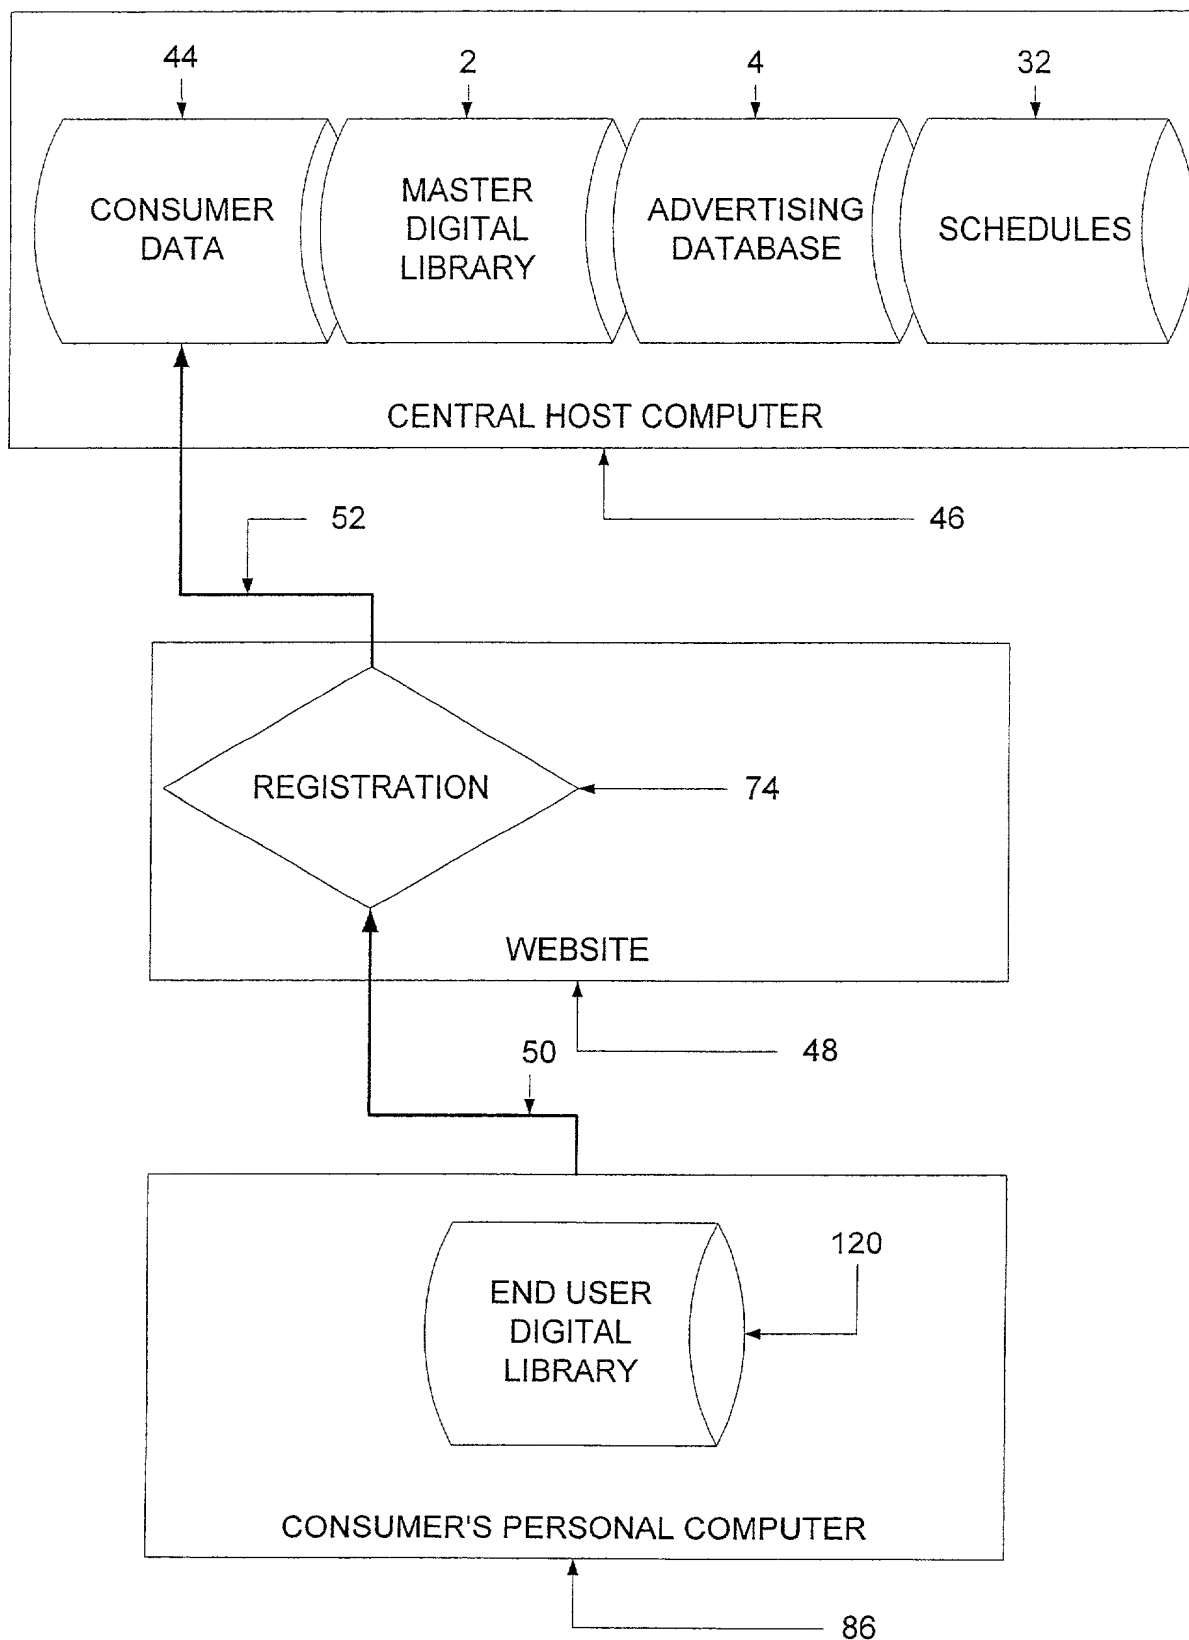 44
2
4
32
CONSUMER
DATA
MASTER
DIGITAL
LIBRARY
ADVERTISING
DATABASE
SCHEDULES
CENTRAL HOST COMPUTER
52
46
REGISTRATION
74
WEBSITE
50
48
END USER
DIGITAL
LIBRARY
120
CONSUMER'S PERSONAL COMPUTER
86